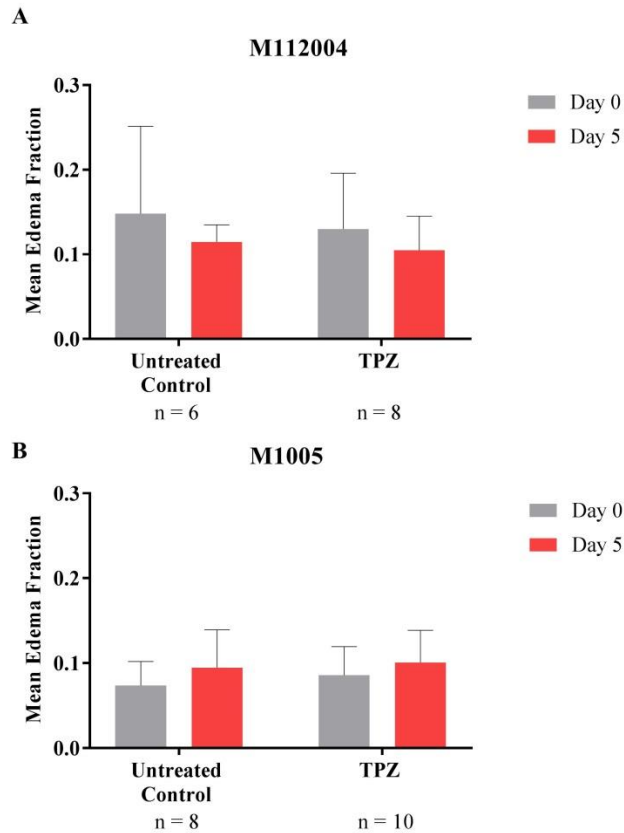 A
M112004
Mean Edema Fraction
0.3
0.2
0.1
0.0
Day 0
Day 5
Untreated
Control
TPZ
n = 6
n = 8
B
M1005
Mean Edema Fraction
0.3
0.2
0.1
0.0
Day 0
Day 5
Untreated
Control
TPZ
n = 8
n = 10